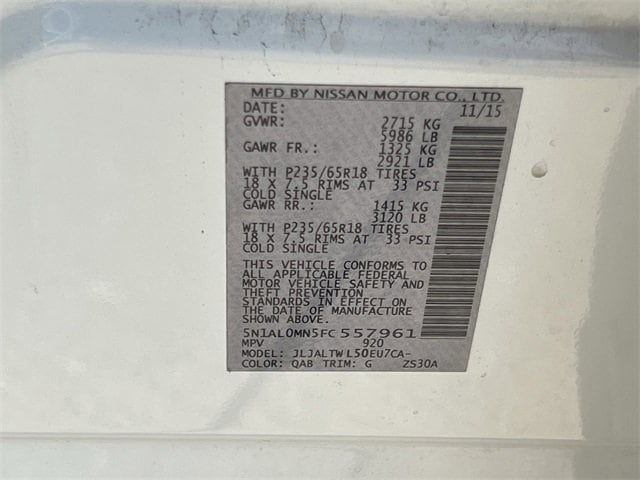 MFD BY NISSAN MOTOR CO., LTD.
DATE: 11/15
GVWR: 2715 KG
5986 LB
GAWR FR.: 1325 KG
2921 LB
WITH P235/65R18 TIRES
18 X 7.5 RIMS AT 33 PSI
COLD SINGLE
GAWR RR.: 1415 KG
3120 LB
WITH P235/65R18 TIRES
18 X 7.5 RIMS AT 33 PSI
COLD SINGLE
THIS VEHICLE CONFORMS TO
ALL APPLICABLE FEDERAL
MOTOR VEHICLE SAFETY AND
THEFT PREVENTION
STANDARDS IN EFFECT ON
THE DATE OF MANUFACTURE
SHOWN ABOVE.
5N1AL0MN5FC557961
MPV 920
MODEL: JLJALTWL50EU7CA-
COLOR: QAB TRIM: G ZS30A